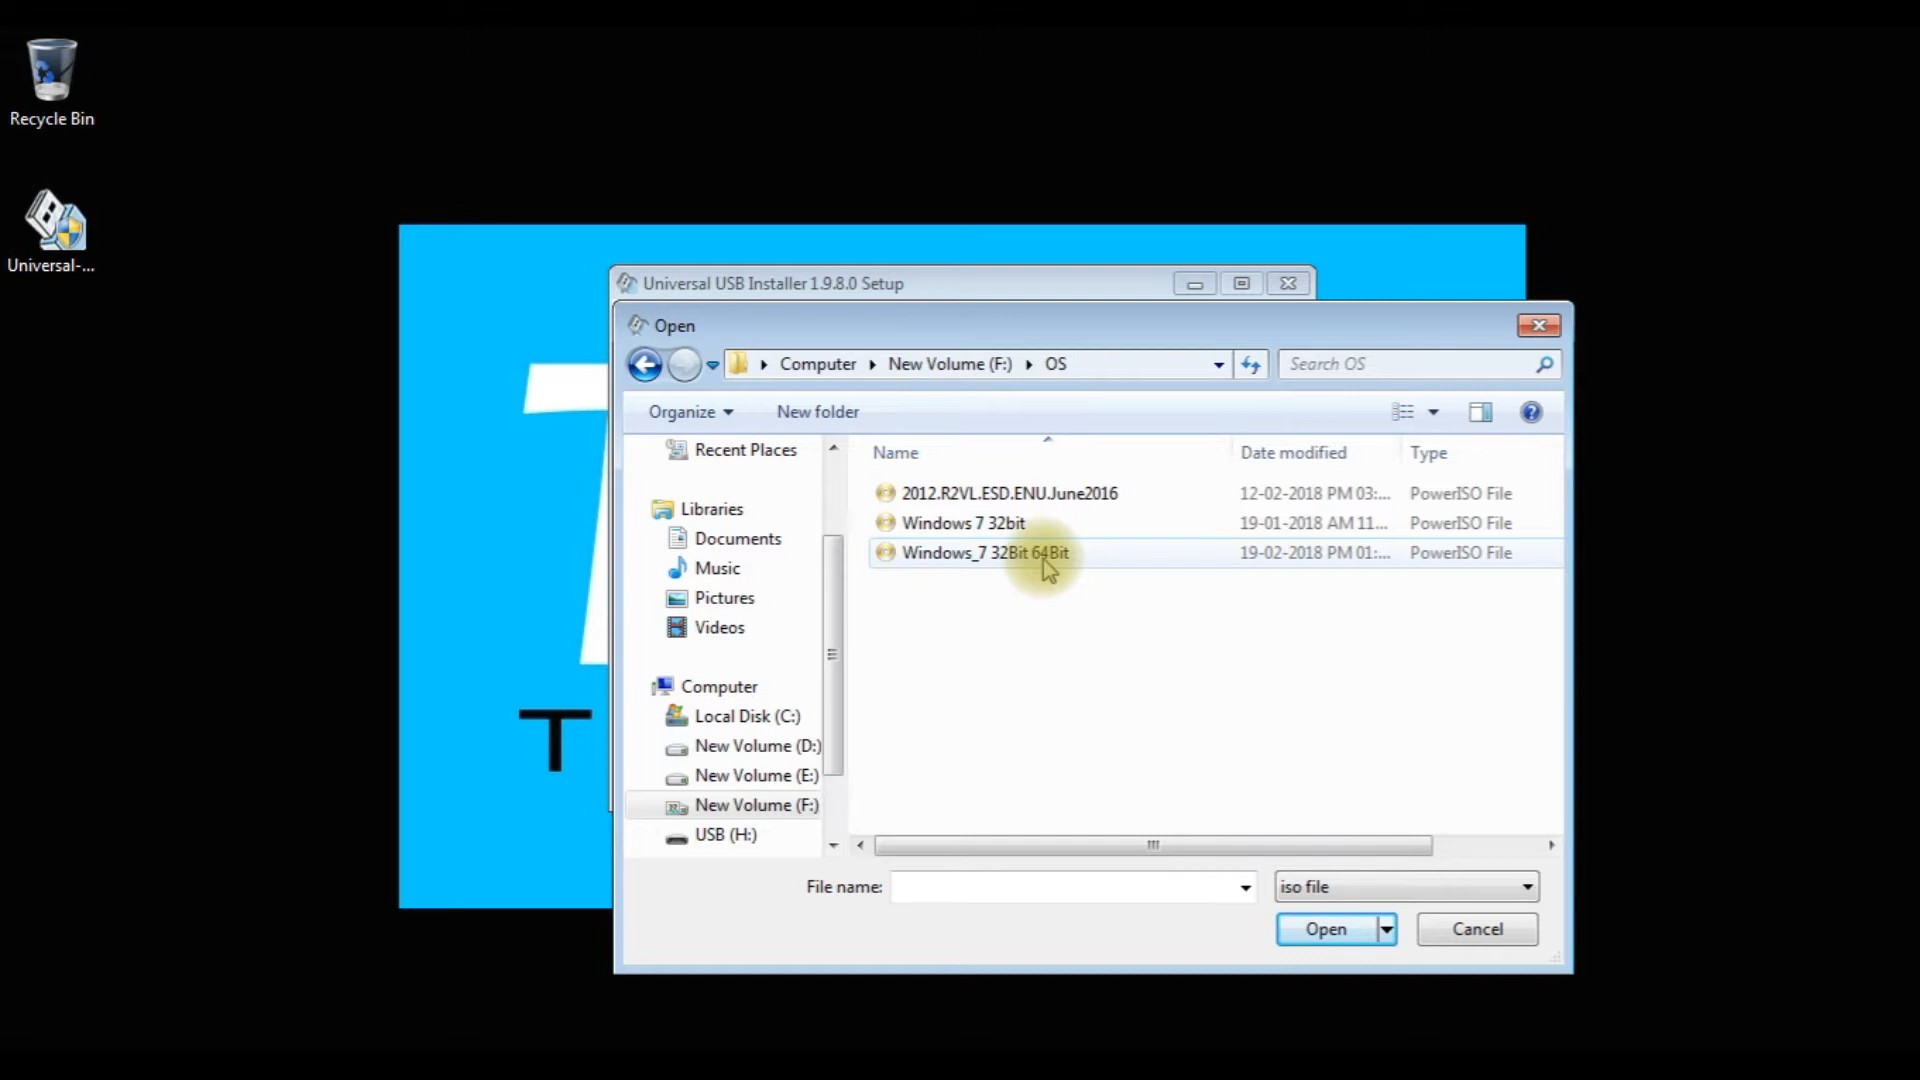 Recycle Bin
Universal-...
Universal USB Installer 1.9.8.0 Setup
Open
Computer New Volume (F:) OS
Search OS
Organize New folder
Recent Places
Libraries
Documents
Music
Pictures
Videos
Computer
Local Disk (C:)
New Volume (D:)
New Volume (E:)
New Volume (F:)
USB (H:)
Name Date modified Type
2012.R2VL.ESD.ENU.June2016 12-02-2018 PM 03:... PowerISO File
Windows 7 32bit 19-01-2018 AM 11... PowerISO File
Windows_7 32Bit 64Bit 19-02-2018 PM 01:... PowerISO File
File name: iso file
Open Cancel
T